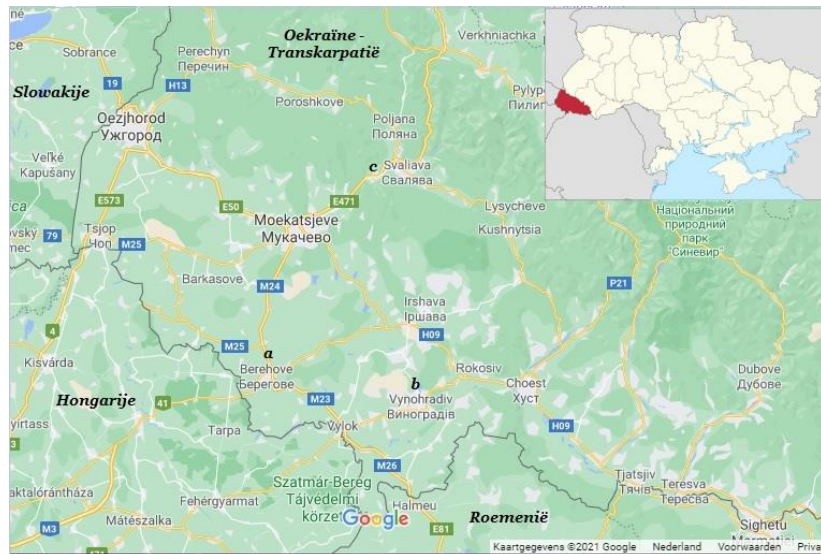 Sobrance
Perechyn
Перечин
Oekraïne -
Transkarpatië
Verkhniachka
19
H13
Slowakije
Oezjhorod
Ужгород
Poroshkove
Poljana
Поляна
Pylyp
Пилип
Veľké
Kapušany
c
Svaliava
Свалява
E573
E50
E471
Lysycheve
Kushnytsia
Національний
природний
парк
"Синевир"
79
Tsjop
Чоп
M25
Moekatsjeve
Мукачево
Barkasove
M24
P21
Irshava
Іршава
4
M25
H09
Kisvárda
a
Berehove
Берегове
Rokosiv
Dubove
Дубове
b
Choest
Хуст
Hongarije
41
M23
Vynohradiv
Виноградів
Tarpa
Vylok
H09
M26
Tjatsjiv
Тячів
Teresva
Тересва
Szatmár-Bereg
Tájvédelmi
körzet
Fehérgyarmat
Halmeu
Google
Roemenië
Sighetu
M3
Mátészalka
E81
Kaartgegevens ©2021 Google
Nederland
Voorwaarden